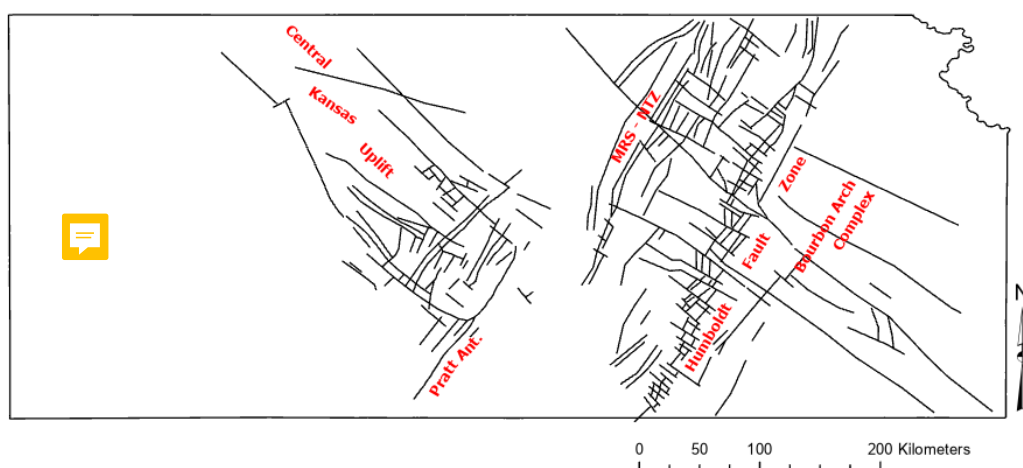 Central
Kansas
Uplift
MRS - NTZ
Zone
Bourbon Arch
Complex
Fault
Humboldt
Pratt Ant.
N
0 50 100 200 Kilometers